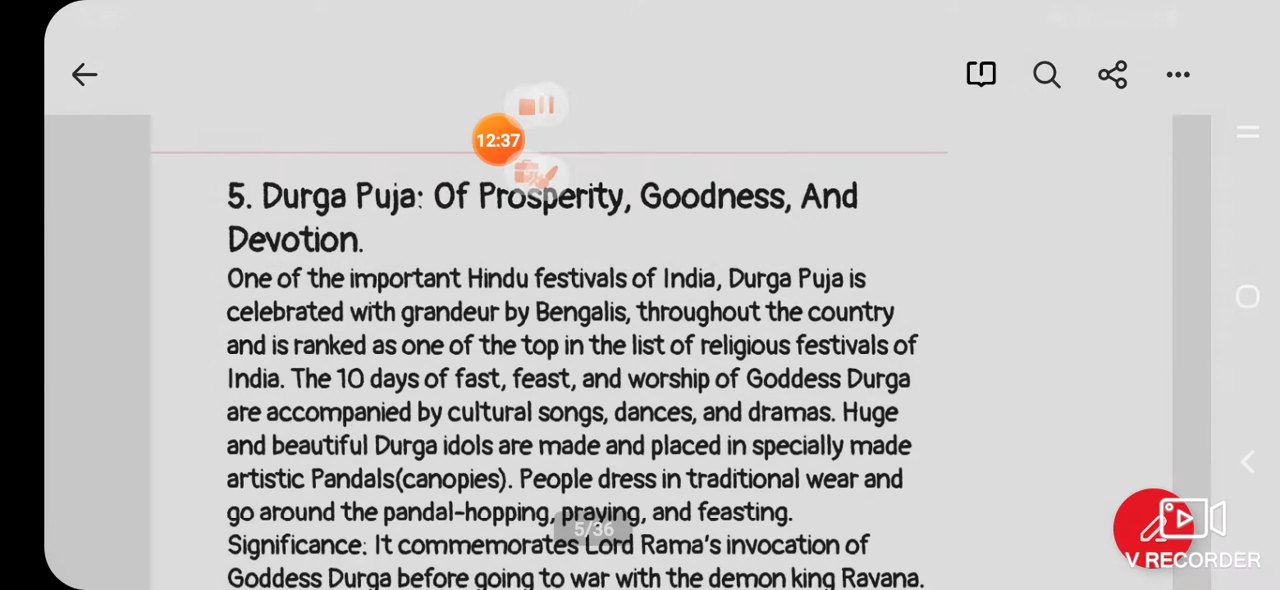 12:37
5. Durga Puja: Of Prosperity, Goodness, And
Devotion.
One of the important Hindu festivals of India, Durga Puja is
celebrated with grandeur by Bengalis, throughout the country
and is ranked as one of the top in the list of religious festivals of
India. The 10 days of fast, feast, and worship of Goddess Durga
are accompanied by cultural songs, dances, and dramas. Huge
and beautiful Durga idols are made and placed in specially made
artistic Pandals(canopies). People dress in traditional wear and
go around the pandal-hopping, praying, and feasting.
5/36
Significance: It commemorates Lord Rama's invocation of
Goddess Durga before going to war with the demon king Ravana.
V RECORDER